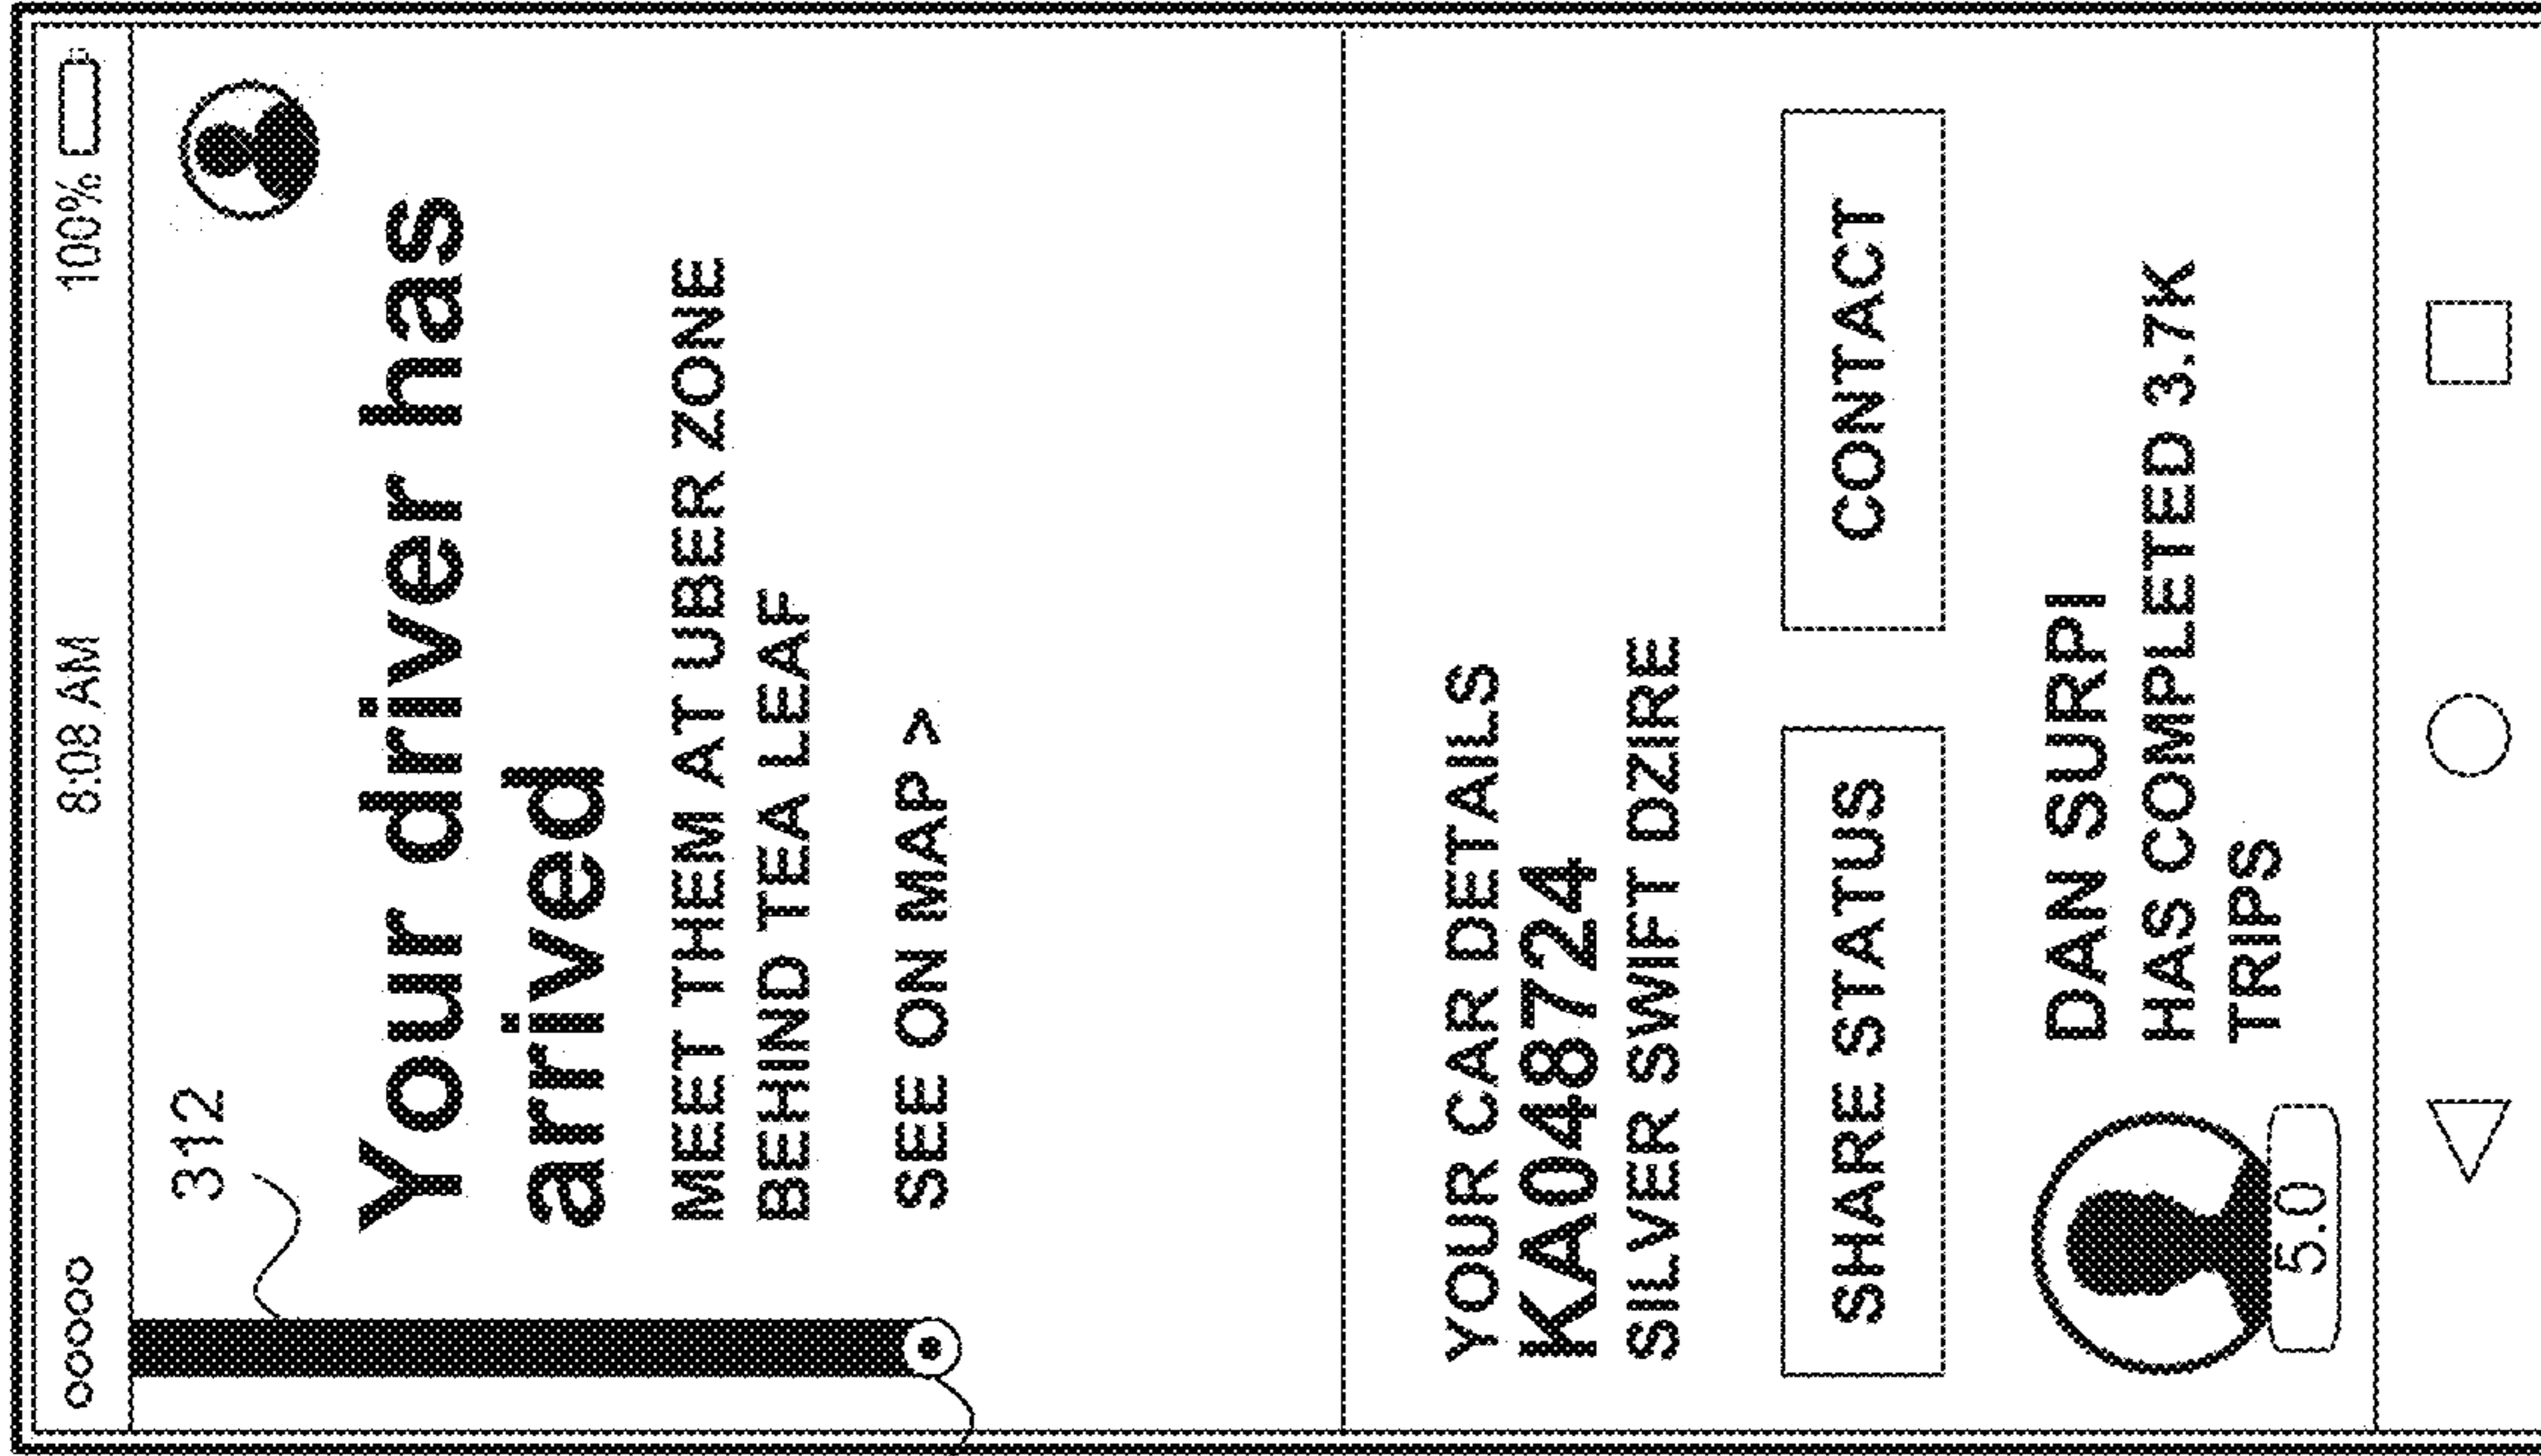 ooooo 8:08 AM 100%
312
Your driver has
arrived
MEET THEM AT UBER ZONE
BEHIND TEA LEAF
SEE ON MAP >
YOUR CAR DETAILS
KA048724
SILVER SWIFT DZIRE
SHARE STATUS CONTACT
DAN SURPI
HAS COMPLETED 3.7K
TRIPS
5.0